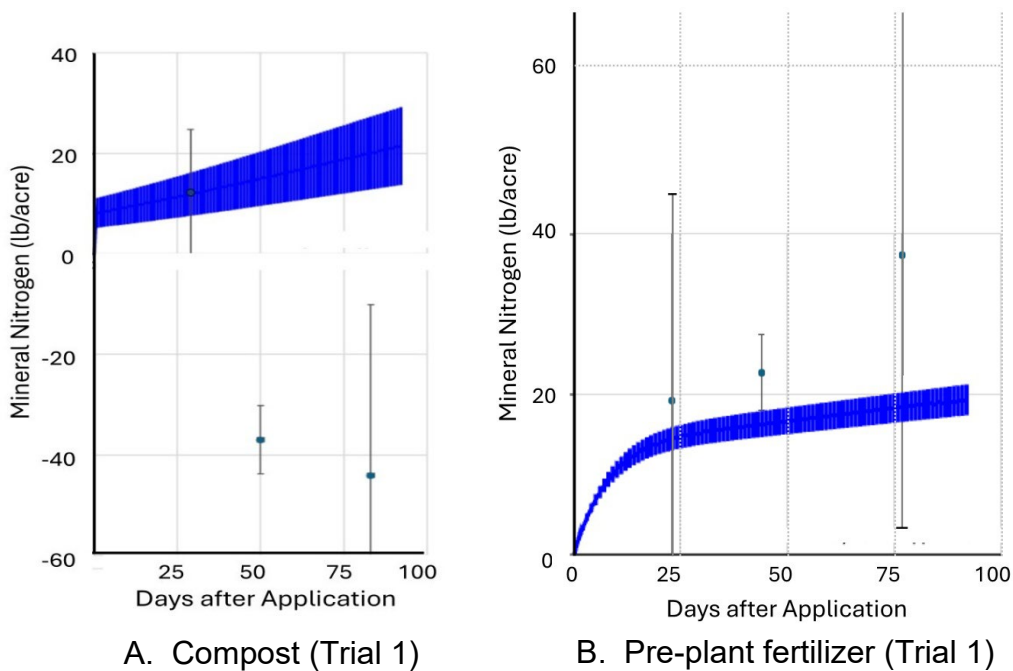 40
20
0
-20
-40
-60
Mineral Nitrogen (lb/acre)
25 50 75 100
Days after Application
A. Compost (Trial 1)
60
40
20
0
Mineral Nitrogen (lb/acre)
0 25 50 75 100
Days after Application
B. Pre-plant fertilizer (Trial 1)